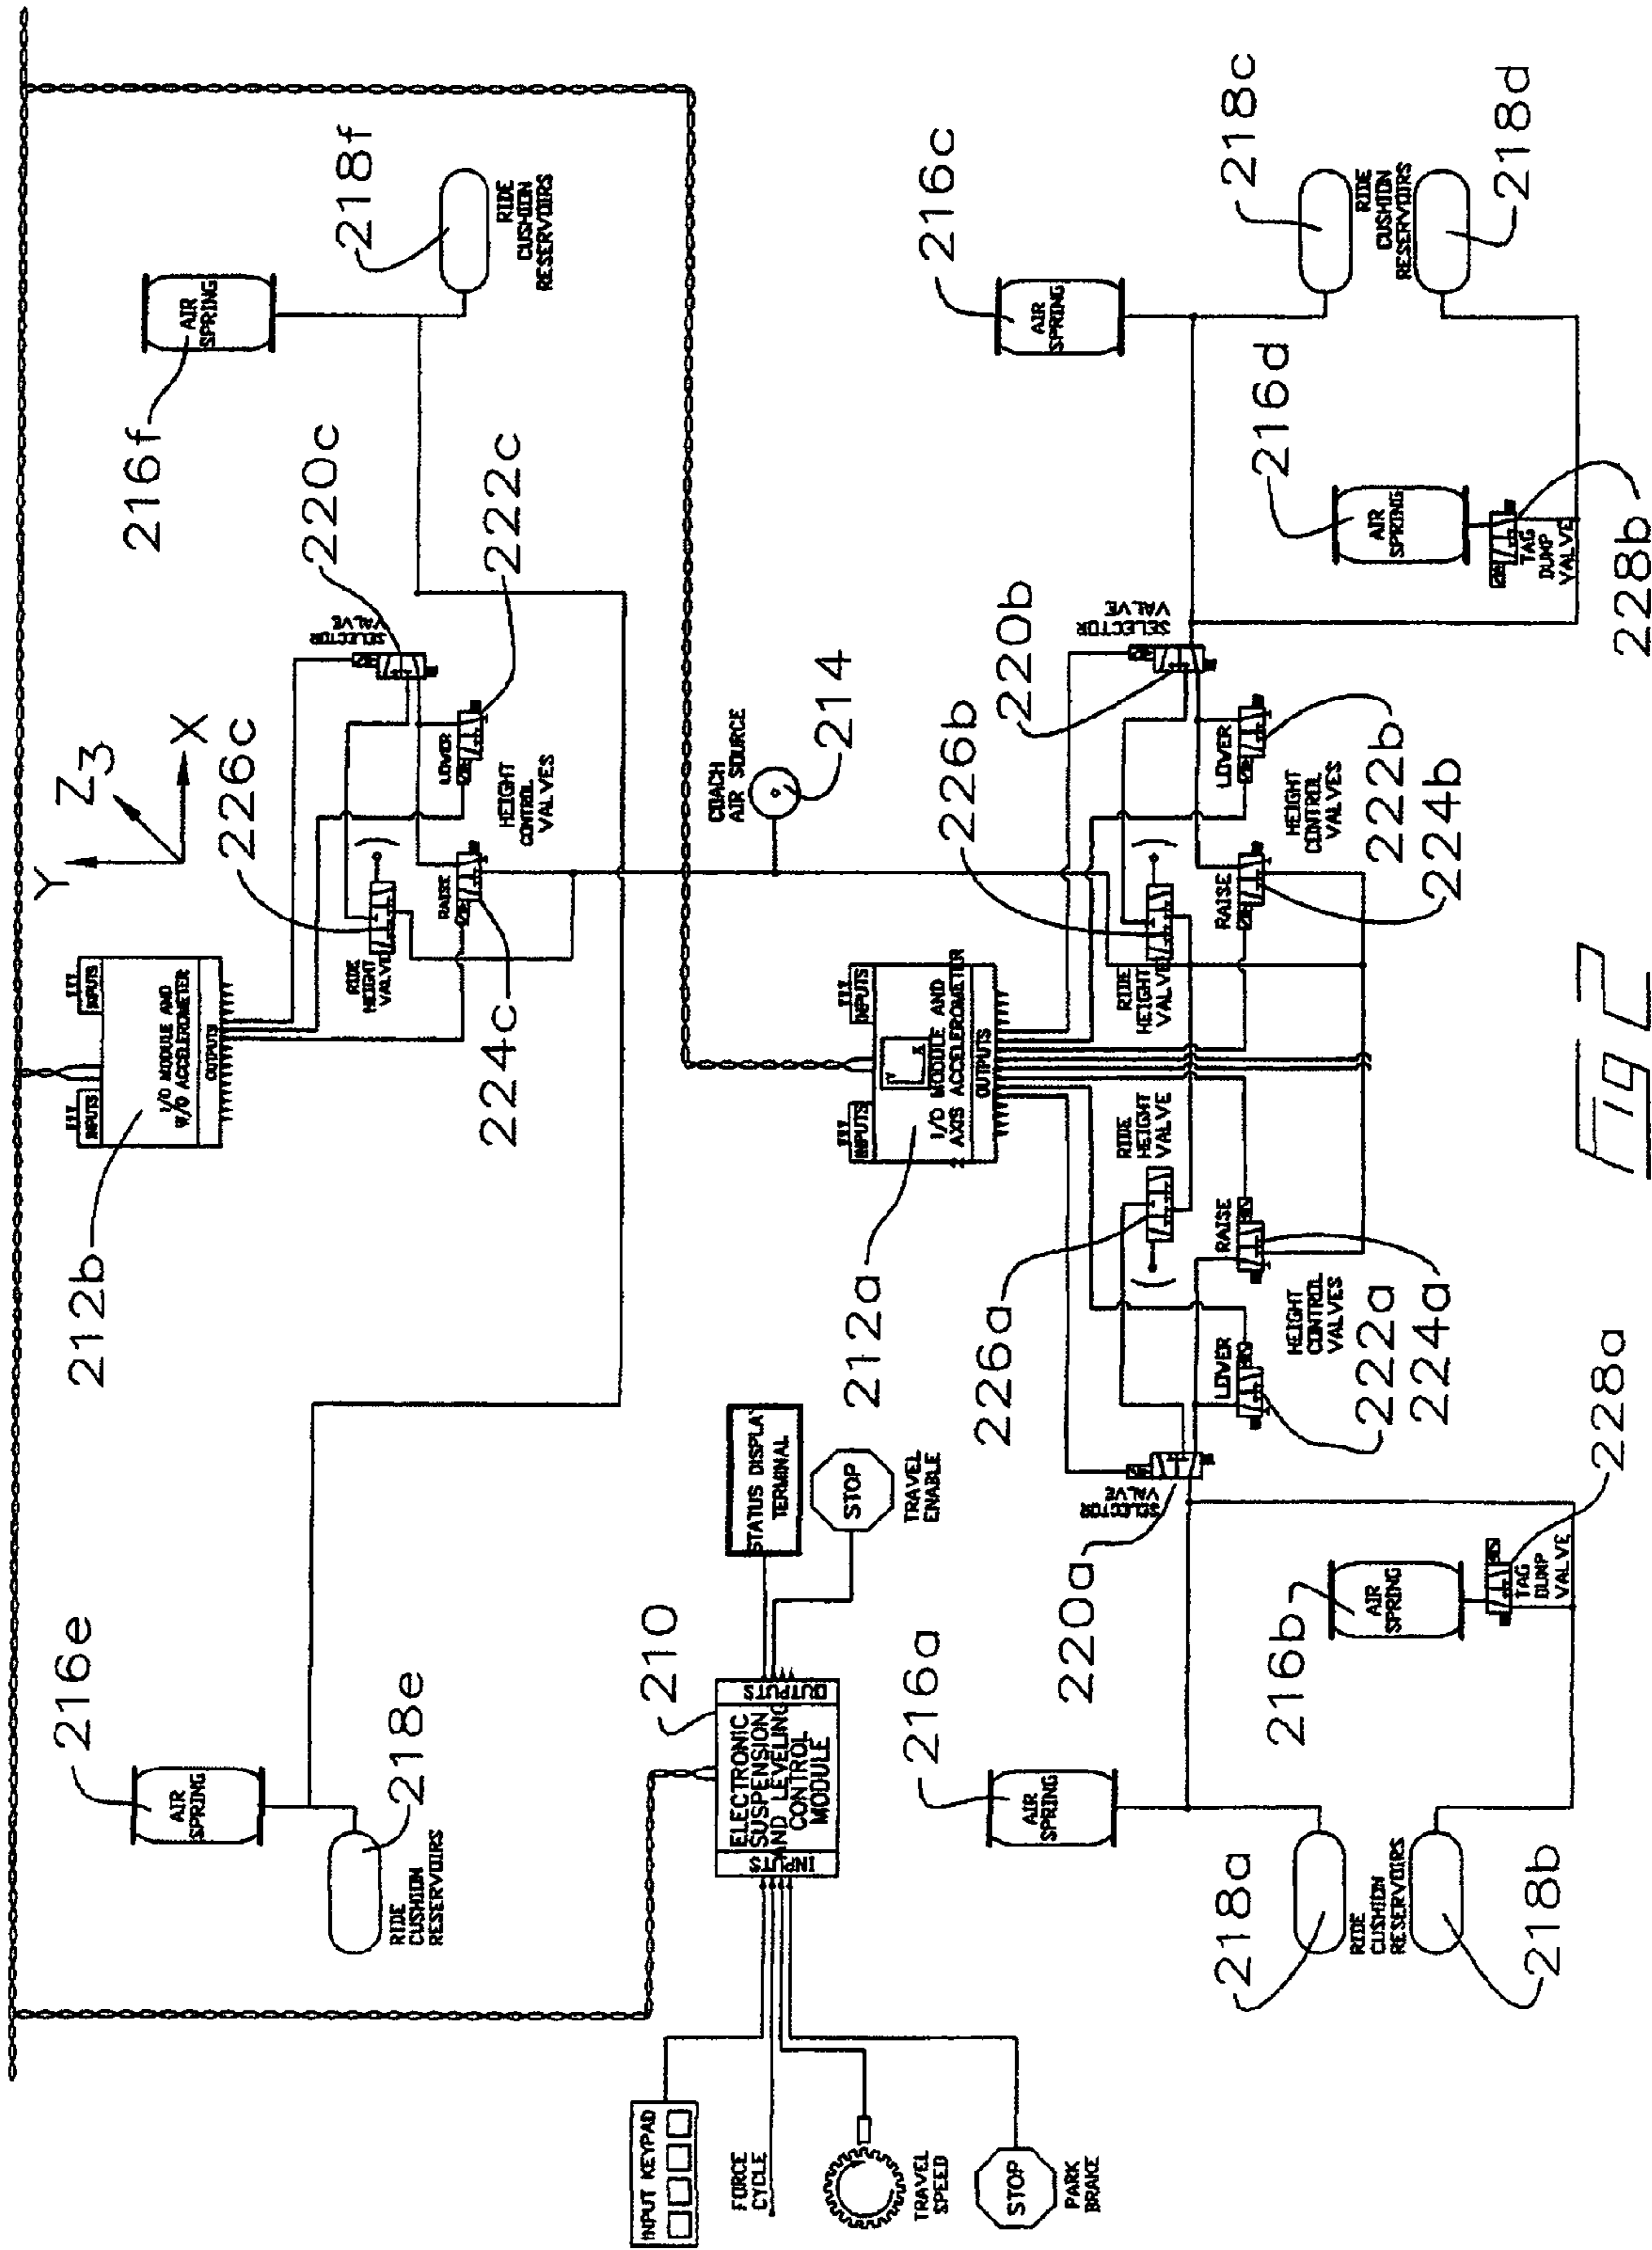 216e
AIR
SPRING
218e
RIDE
CUSHION
RESERVOIRS
212b
INPUTS
INPUTS
I/O MODULE AND
W/O ACCELEROMETER
OUTPUTS
Y
Z
3
X
226c
RIDE
HEIGHT
VALVE
RAISE
LOWER
224c
HEIGHT
CONTROL
VALVES
SELECTOR
VALVE
220c
222c
216f
AIR
SPRING
218f
RIDE
CUSHION
RESERVOIRS
INPUT KEYPAD
FORCE
CYCLE
TRAVEL
SPEED
STOP
PARK
BRAKE
210
INPUTS
ELECTRONIC
SUSPENSION
AND LEVELING
CONTROL
MODULE
OUTPUTS
STATUS DISPLAY
TERMINAL
STOP
TRAVEL
ENABLE
COACH
AIR SOURCE
214
212a
INPUTS
INPUTS
Y
X
I/O MODULE AND
2 AXIS ACCELEROMETER
OUTPUTS
216a
AIR
SPRING
218a
RIDE
CUSHION
RESERVOIRS
218b
216b
AIR
SPRING
TAG
DUMP
VALVE
228a
220a
SELECTOR
VALVE
226a
RIDE
HEIGHT
VALVE
LOWER
RAISE
HEIGHT
CONTROL
VALVES
222a
224a
226b
RIDE
HEIGHT
VALVE
RAISE
LOWER
HEIGHT
CONTROL
VALVES
222b
224b
220b
SELECTOR
VALVE
216c
AIR
SPRING
216d
AIR
SPRING
TAG
DUMP
VALVE
228b
218c
RIDE
CUSHION
RESERVOIRS
218d
Fig 2